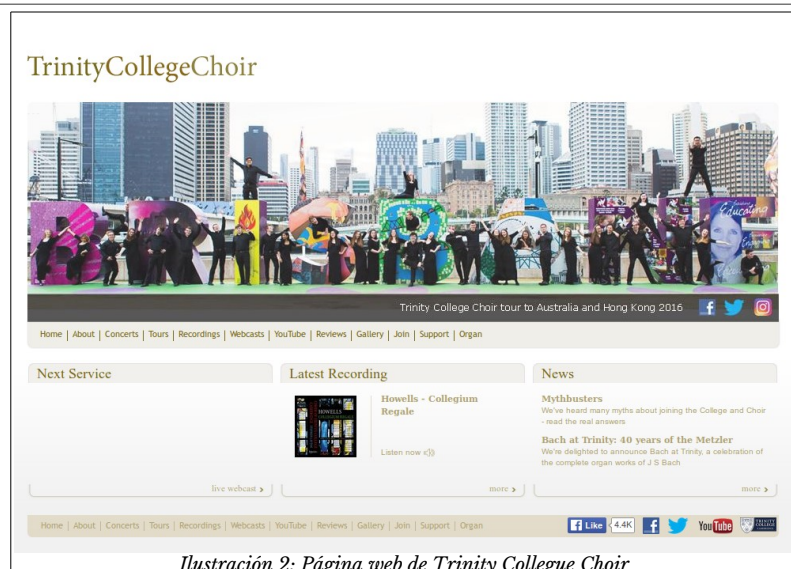 TrinityCollegeChoir
BRISBANE
Educating
Trinity College Choir tour to Australia and Hong Kong 2016
Home | About | Concerts | Tours | Recordings | Webcasts | YouTube | Reviews | Gallery | Join | Support | Organ
Next Service
live webcast
Latest Recording
HOWELLS
Howells - Collegium
Regale
Listen now
more
News
Mythbusters
We've heard many myths about joining the College and Choir
- read the real answers
Bach at Trinity: 40 years of the Metzler
We're delighted to announce Bach at Trinity, a celebration of
the complete organ works of J S Bach
more
Home | About | Concerts | Tours | Recordings | Webcasts | YouTube | Reviews | Gallery | Join | Support | Organ
Like 4.4K
YouTube
TRINITY
COLLEGE
Ilustración 2: Página web de Trinity Collegue Choir